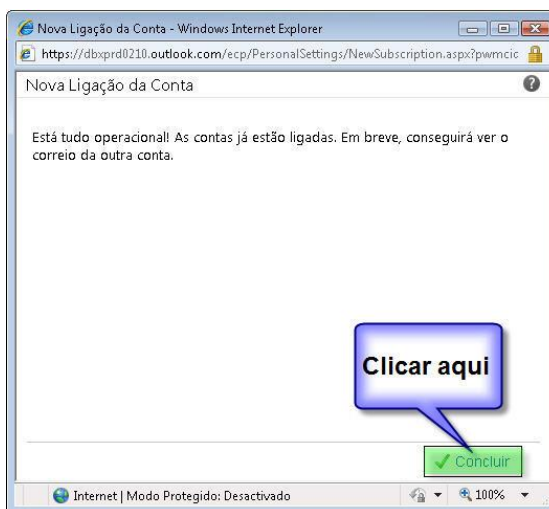 Nova Ligação da Conta - Windows Internet Explorer
https://dbxprd0210.outlook.com/ecp/PersonalSettings/NewSubscription.aspx?pwmcic
Nova Ligação da Conta
Está tudo operacional! As contas já estão ligadas. Em breve, conseguirá ver o
correio da outra conta.
Clicar aqui
Concluir
Internet | Modo Protegido: Desactivado
100%